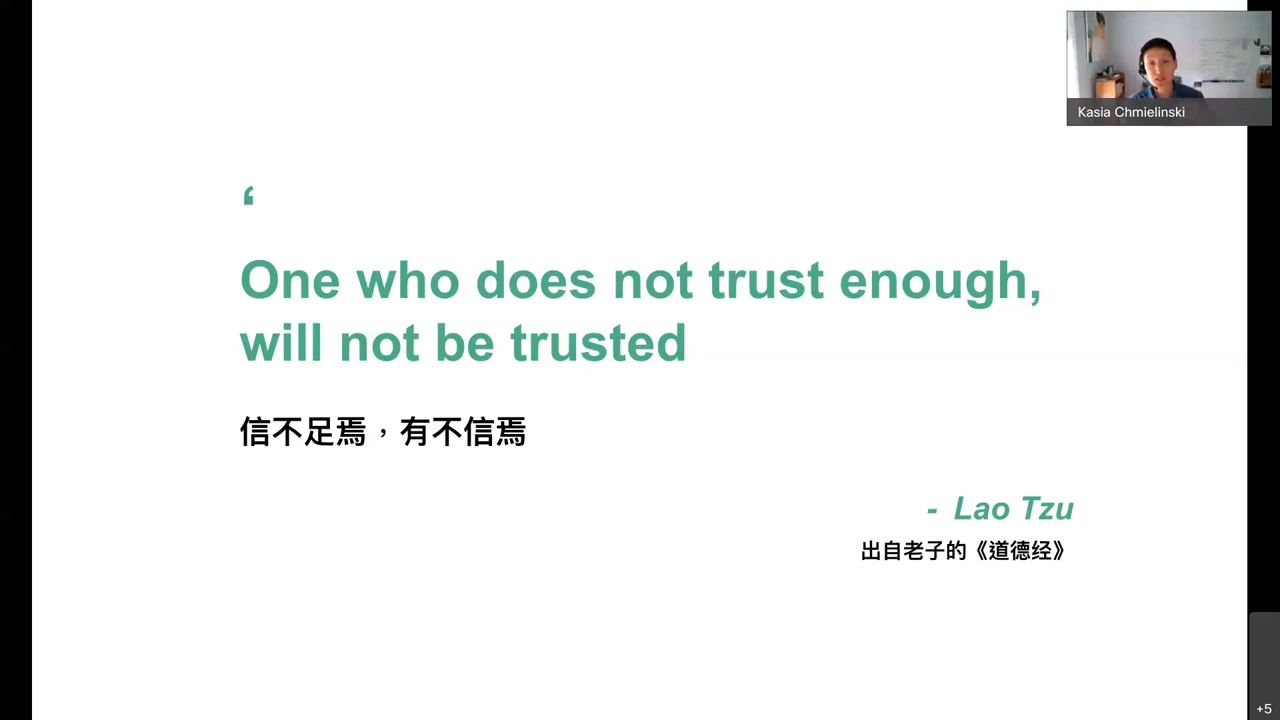 Kasia Chmielinski
‘
One who does not trust enough,
will not be trusted
信不足焉，有不信焉
- Lao Tzu
出自老子的《道德经》
+5